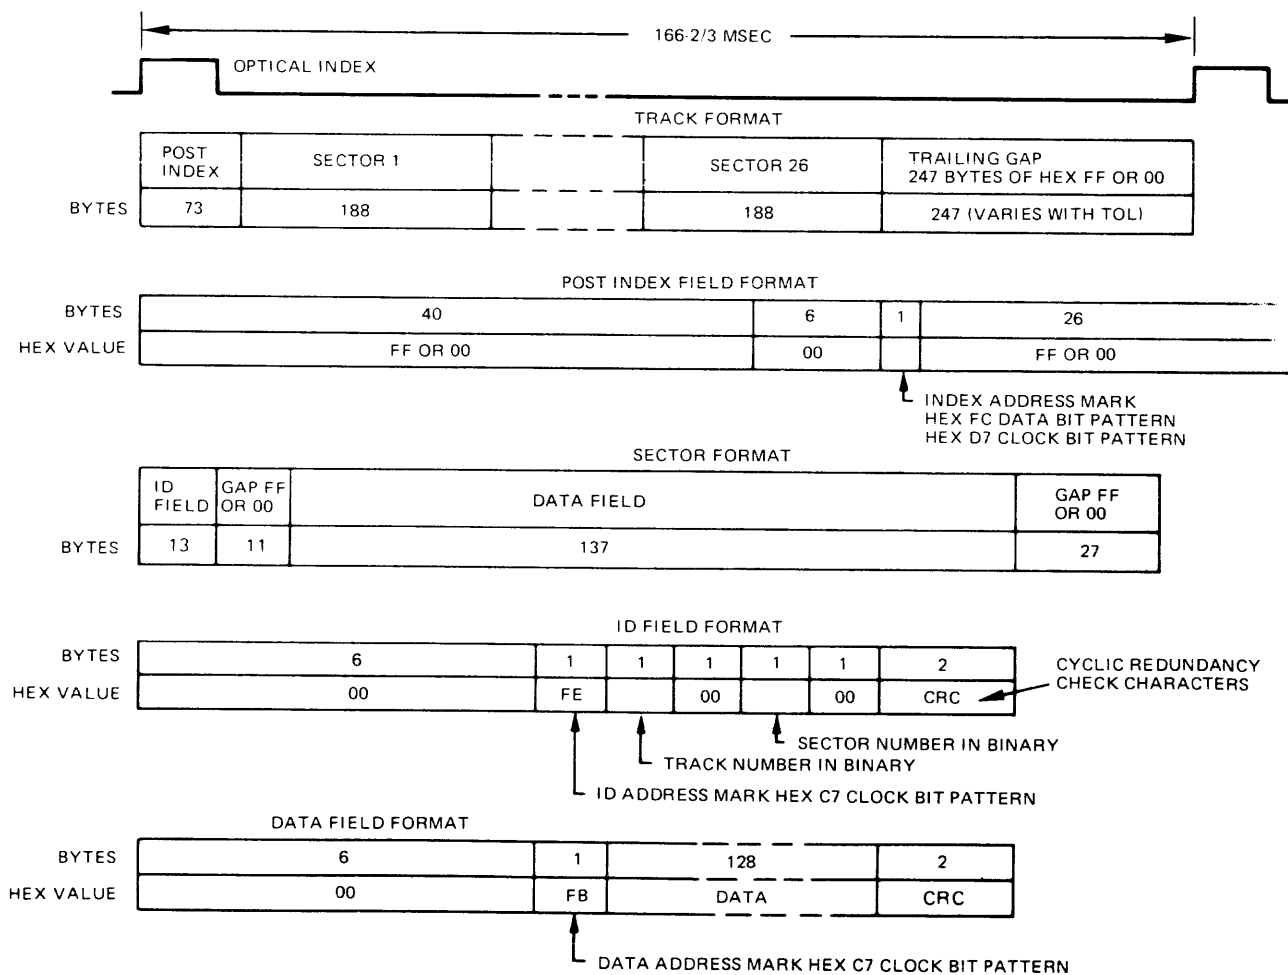 166-2/3 MSEC
OPTICAL INDEX
TRACK FORMAT
POST INDEX SECTOR 1 SECTOR 26 TRAILING GAP
247 BYTES OF HEX FF OR 00
BYTES 73 188 188 247 (VARIES WITH TOL)
POST INDEX FIELD FORMAT
BYTES 40 6 1 26
HEX VALUE FF OR 00 00 FF OR 00
INDEX ADDRESS MARK
HEX FC DATA BIT PATTERN
HEX D7 CLOCK BIT PATTERN
SECTOR FORMAT
ID FIELD GAP FF OR 00 DATA FIELD GAP FF OR 00
BYTES 13 11 137 27
ID FIELD FORMAT
BYTES 6 1 1 1 1 1 2
HEX VALUE 00 FE 00 00 CRC
CYCLIC REDUNDANCY
CHECK CHARACTERS
SECTOR NUMBER IN BINARY
TRACK NUMBER IN BINARY
ID ADDRESS MARK HEX C7 CLOCK BIT PATTERN
DATA FIELD FORMAT
BYTES 6 1 128 2
HEX VALUE 00 FB DATA CRC
DATA ADDRESS MARK HEX C7 CLOCK BIT PATTERN